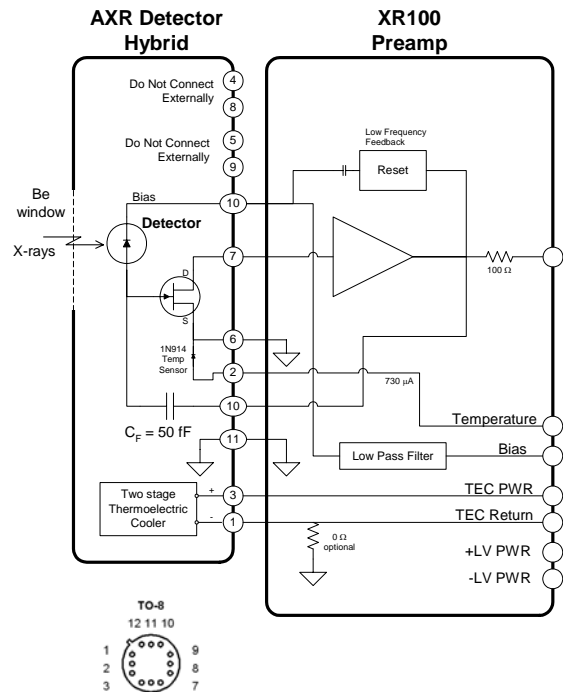 AXR Detector
Hybrid
XR100
Preamp
Do Not Connect
Externally
4
8
Do Not Connect
Externally
5
9
Low Frequency
Feedback
Reset
Be
window
X-rays
Bias
10
Detector
7
D
S
100 Ω
6
1N914
Temp
Sensor
2
730 µA
10
C_F = 50 fF
11
Temperature
Low Pass Filter
Bias
Two stage
Thermoelectric
Cooler
+
3
TEC PWR
-
1
TEC Return
0 Ω
optional
+LV PWR
-LV PWR
TO-8
12 11 10
1 9
2 8
3 7